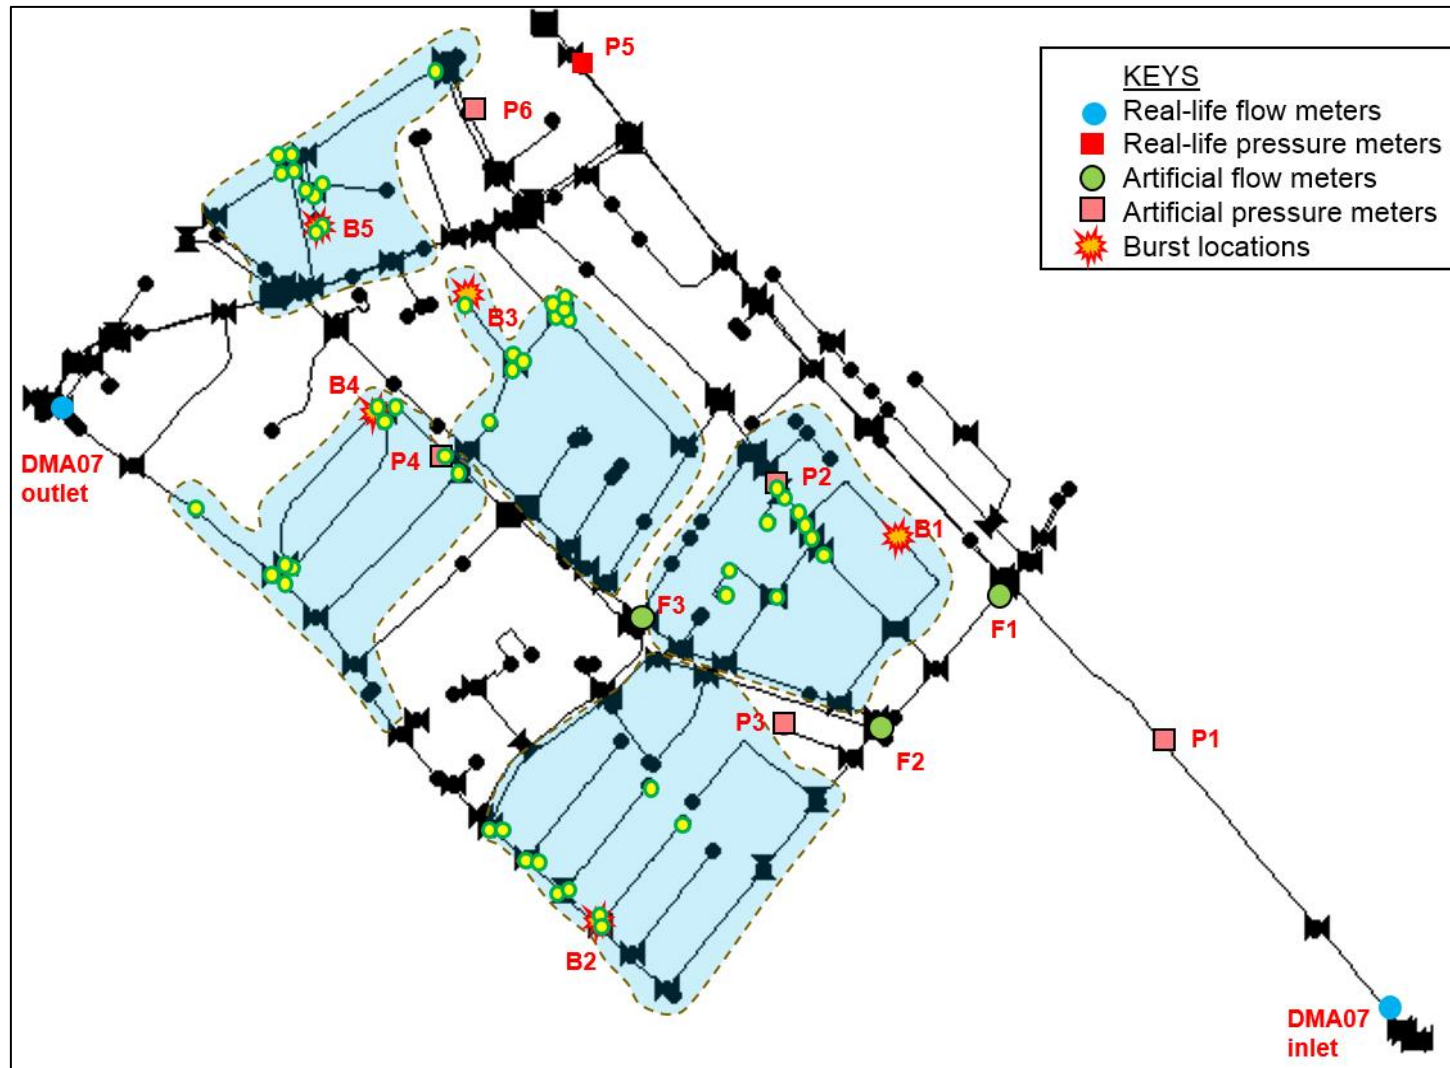 P5
KEYS
Real-life flow meters
Real-life pressure meters
Artificial flow meters
Artificial pressure meters
Burst locations
P6
B5
B3
B4
P4
DMA07
outlet
P2
B1
F3
F1
P3
F2
P1
B2
DMA07
inlet